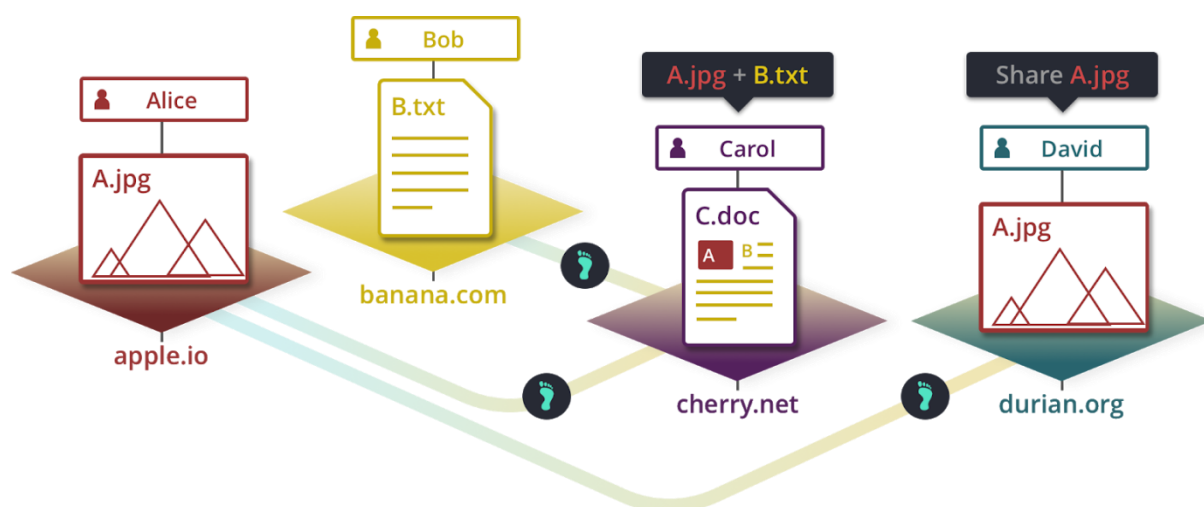 Alice
A.jpg
apple.io
Bob
B.txt
banana.com
A.jpg + B.txt
Carol
C.doc
A
B
cherry.net
Share A.jpg
David
A.jpg
durian.org